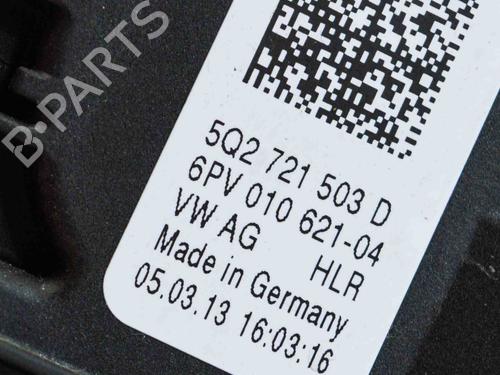 B-PARTS
5Q2 721 503 D
6PV 010 621-04
VW AG HLR
Made in Germany
05.03.13 16:03:16